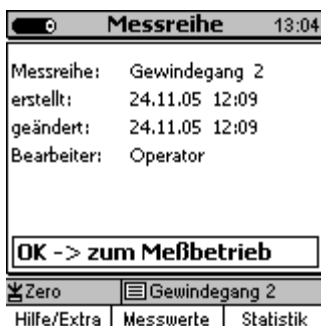 Messreihe 13:04
Messreihe: Gewindegang 2
erstellt: 24.11.05 12:09
geändert: 24.11.05 12:09
Bearbeiter: Operator
OK -> zum Meßbetrieb
Zero Gewindegang 2
Hilfe/Extra Messwerte Statistik